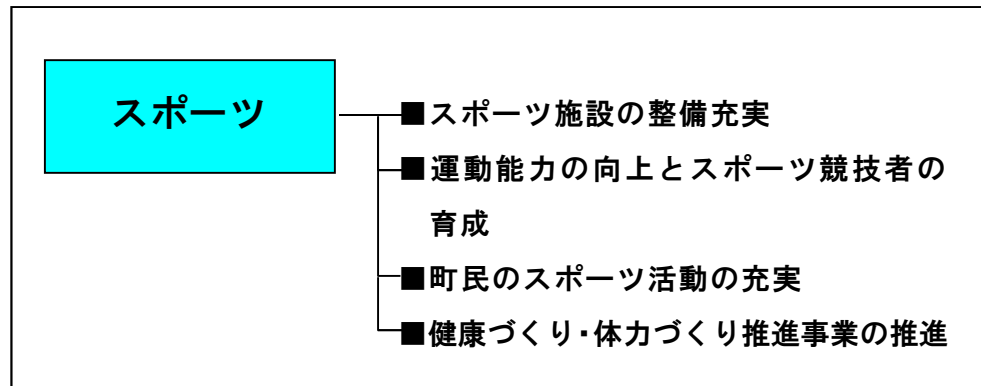 スポーツ
■スポーツ施設の整備充実
■運動能力の向上とスポーツ競技者の
育成
■町民のスポーツ活動の充実
■健康づくり・体力づくり推進事業の推進